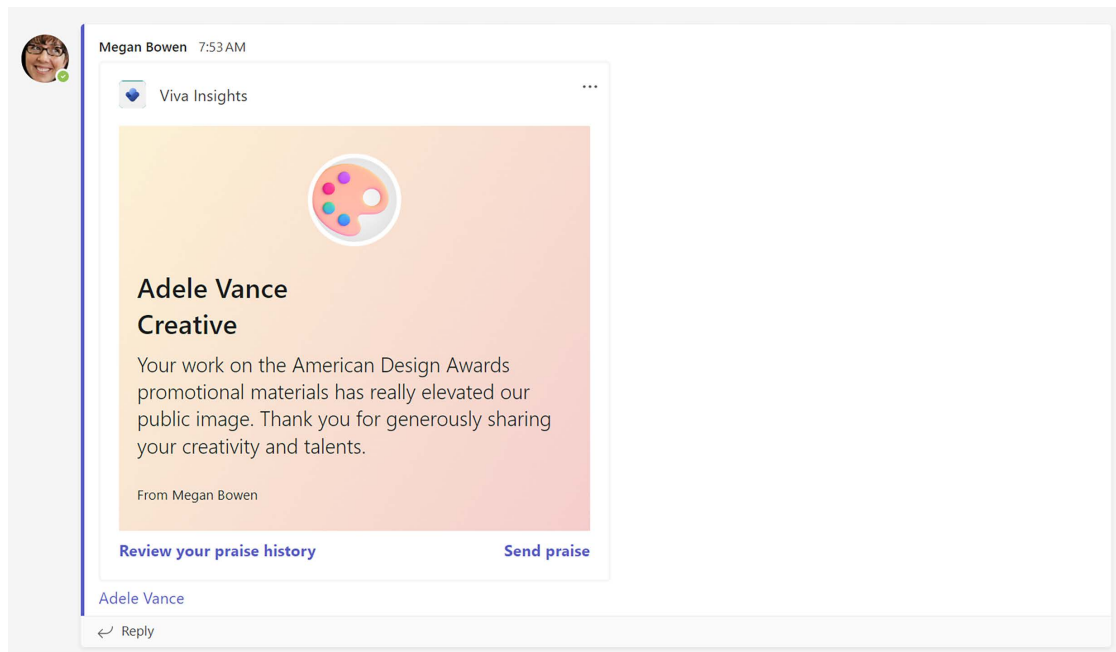 Megan Bowen 7:53 AM
Viva Insights
Adele Vance
Creative
Your work on the American Design Awards
promotional materials has really elevated our
public image. Thank you for generously sharing
your creativity and talents.
From Megan Bowen
Review your praise history Send praise
Adele Vance
Reply